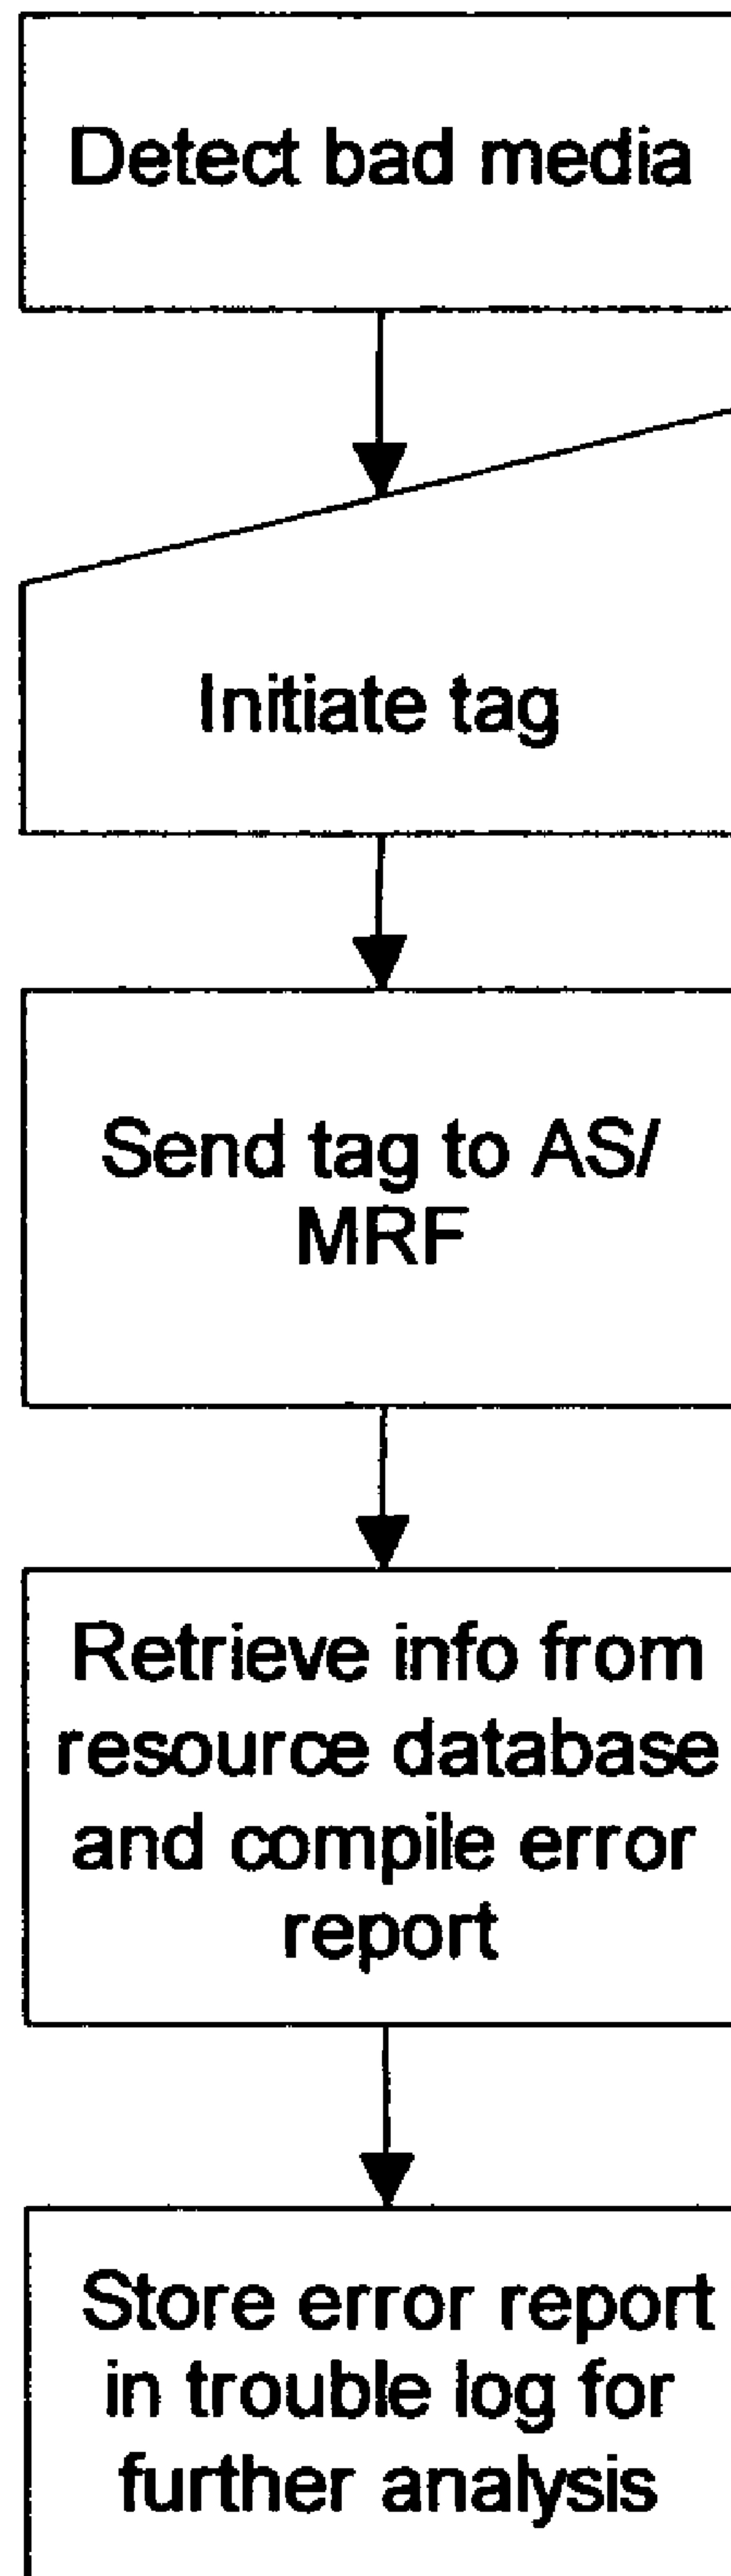 Detect bad media
Initiate tag
Send tag to AS/
MRF
Retrieve info from
resource database
and compile error
report
Store error report
in trouble log for
further analysis